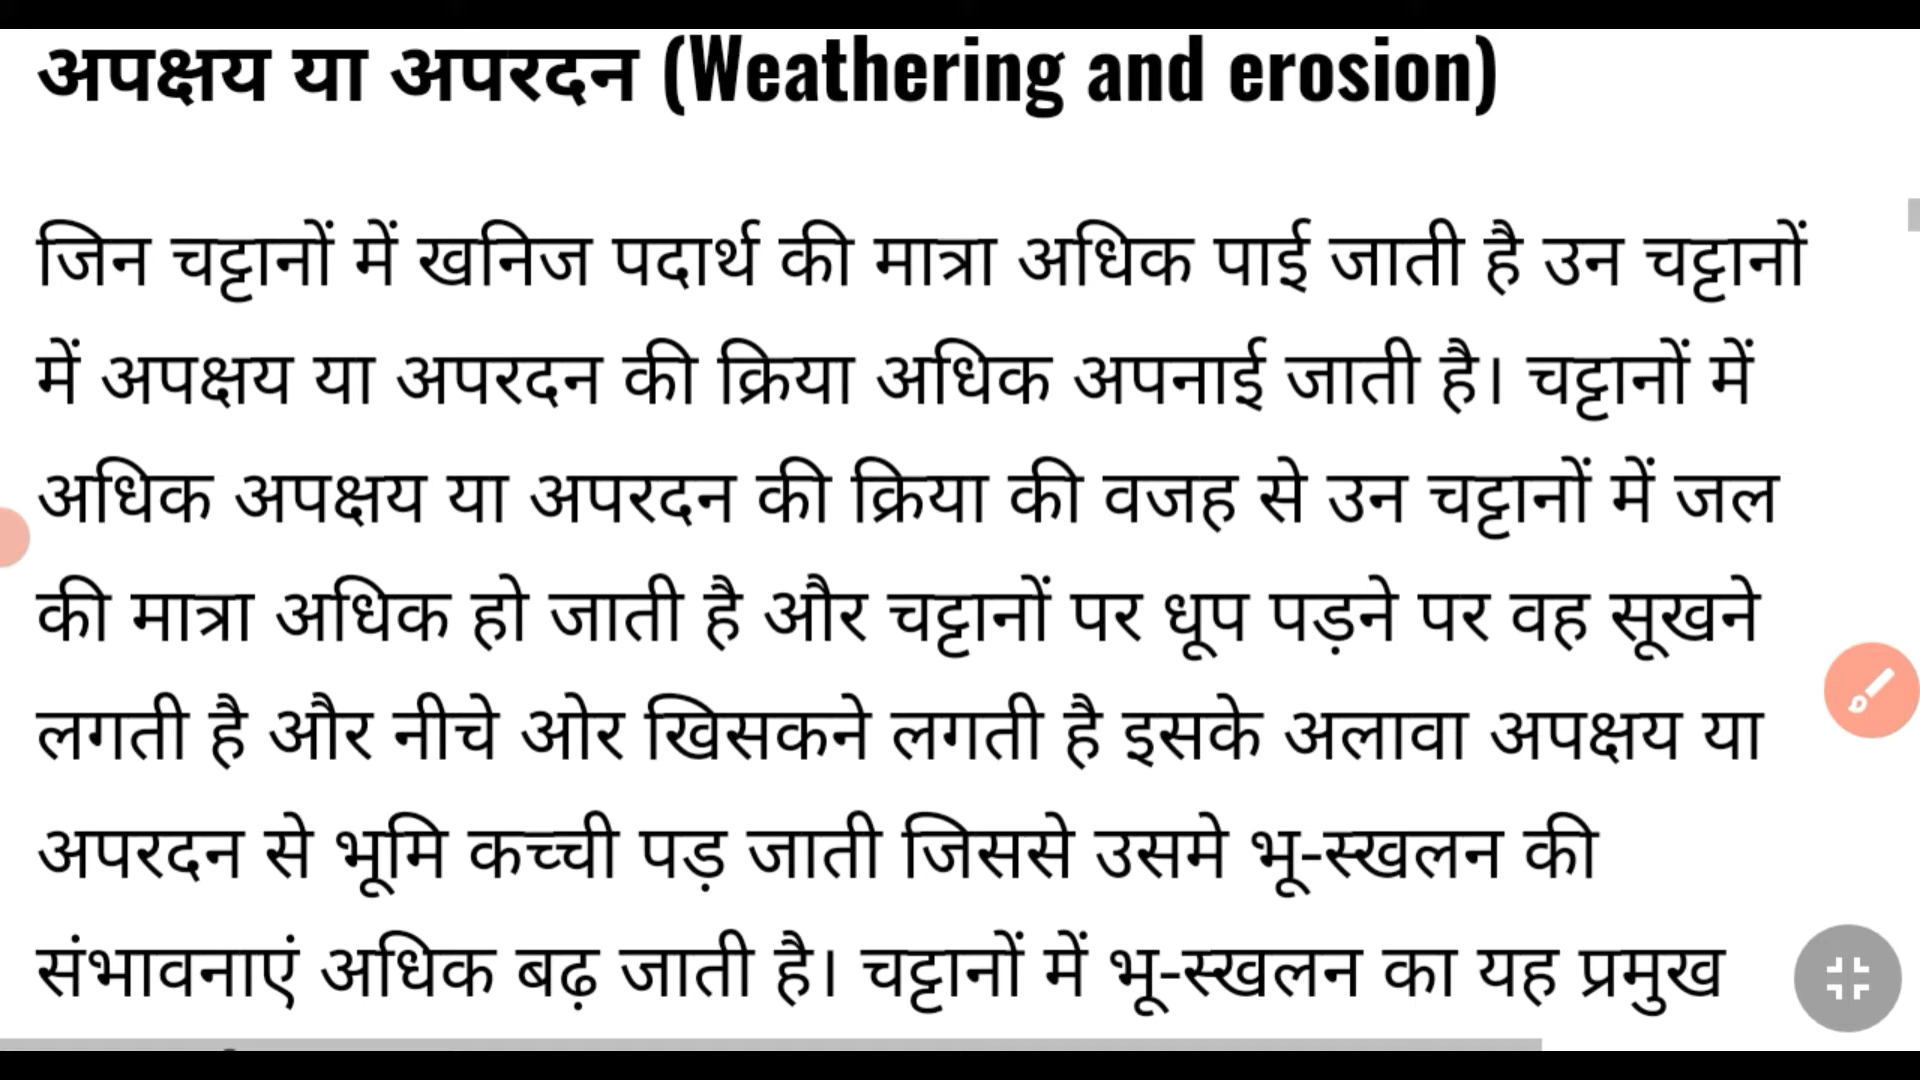 अपक्षय या अपरदन (Weathering and erosion)
जिन चट्टानों में खनिज पदार्थ की मात्रा अधिक पाई जाती है उन चट्टानों
में अपक्षय या अपरदन की क्रिया अधिक अपनाई जाती है। चट्टानों में
अधिक अपक्षय या अपरदन की क्रिया की वजह से उन चट्टानों में जल
की मात्रा अधिक हो जाती है और चट्टानों पर धूप पड़ने पर वह सूखने
लगती है और नीचे ओर खिसकने लगती है इसके अलावा अपक्षय या
अपरदन से भूमि कच्ची पड़ जाती जिससे उसमे भू-स्खलन की
संभावनाएं अधिक बढ़ जाती है। चट्टानों में भू-स्खलन का यह प्रमुख